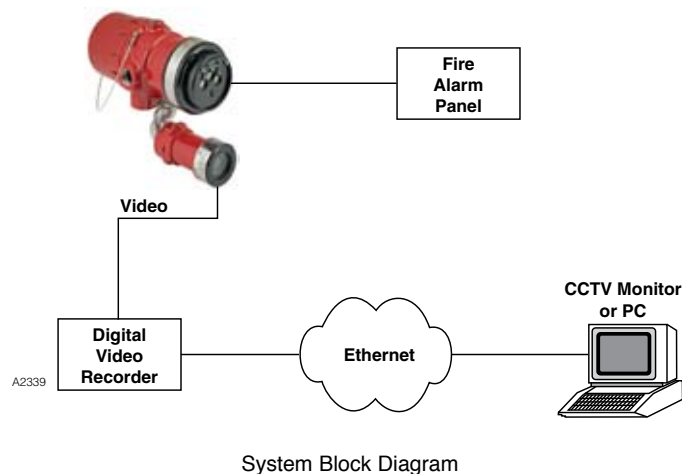 Fire
Alarm
Panel
Video
CCTV Monitor
or PC
Digital
Video
Recorder
Ethernet
A2339
System Block Diagram